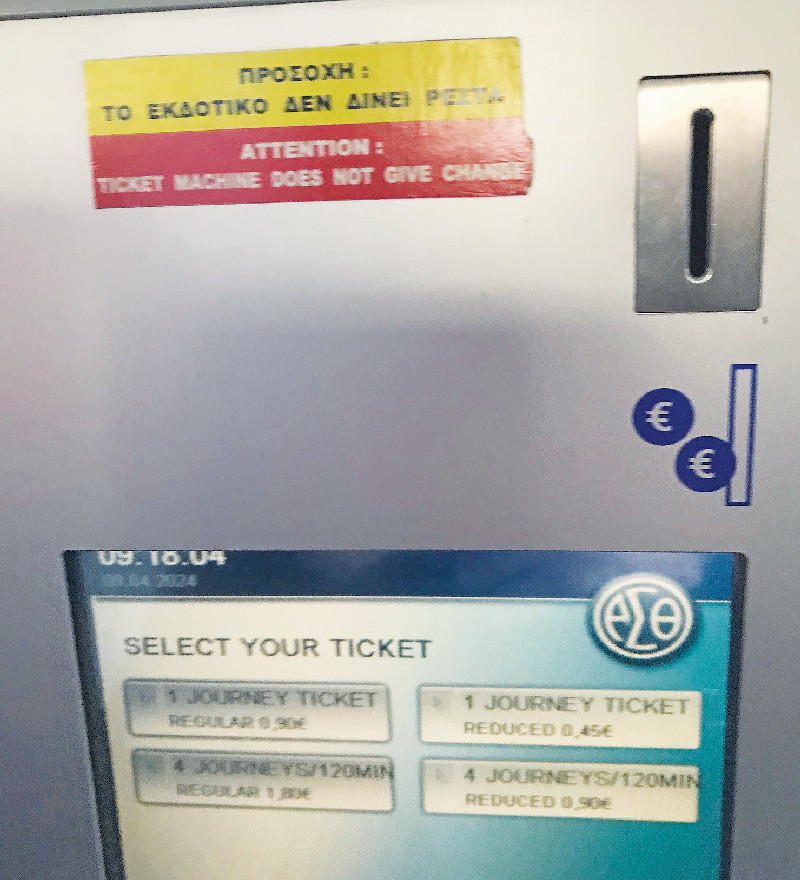 ΠΡΟΣΟΧΗ :
ΤΟ ΕΚΔΟΤΙΚΟ ΔΕΝ ΔΙΝΕΙ ΡΕΣΤΑ
ATTENTION :
TICKET MACHINE DOES NOT GIVE CHANGE
€
€
09:18:04
09.04.2024
ΟΑΣΘ
SELECT YOUR TICKET
1 JOURNEY TICKET
REGULAR 0,90€
1 JOURNEY TICKET
REDUCED 0,45€
4 JOURNEYS/120MIN
REGULAR 1,80€
4 JOURNEYS/120MIN
REDUCED 0,90€